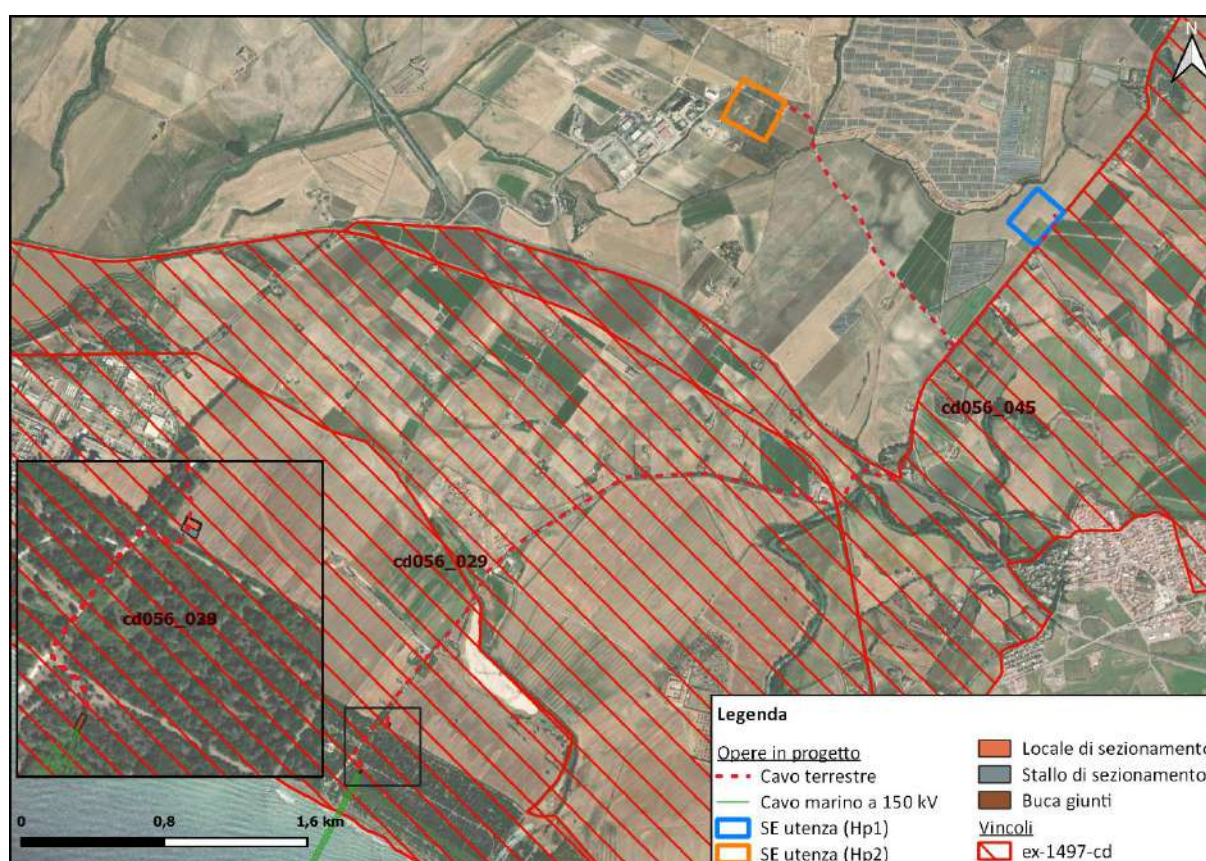 N
cd056_045
cd056_029
cd056_029
0 0,8 1,6 km
Legenda
Opere in progetto
Cavo terrestre
Cavo marino a 150 kV
SE utenza (Hp1)
SE utenza (Hp2)
Locale di sezionamento
Stallo di sezionamento
Buca giunti
Vincoli
ex-1497-cd